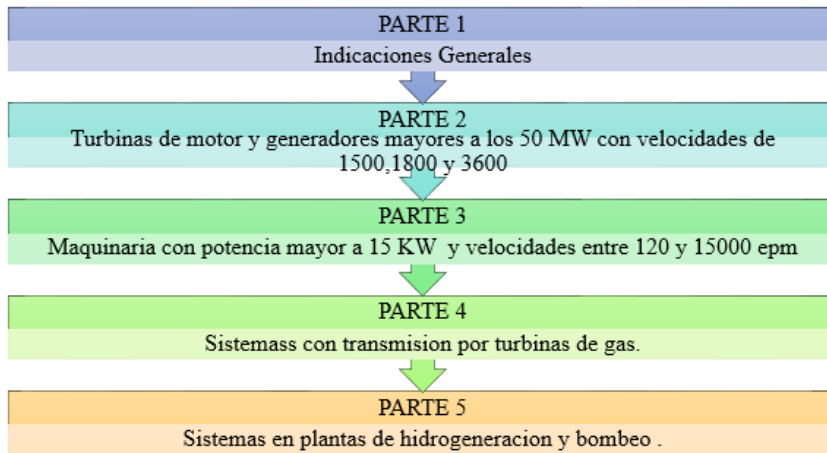 PARTE 1
Indicaciones Generales
PARTE 2
Turbinas de motor y generadores mayores a los 50 MW con velocidades de
1500,1800 y 3600
PARTE 3
Maquinaria con potencia mayor a 15 KW y velocidades entre 120 y 15000 epm
PARTE 4
Sistemass con transmision por turbinas de gas.
PARTE 5
Sistemas en plantas de hidrogeneracion y bombeo .